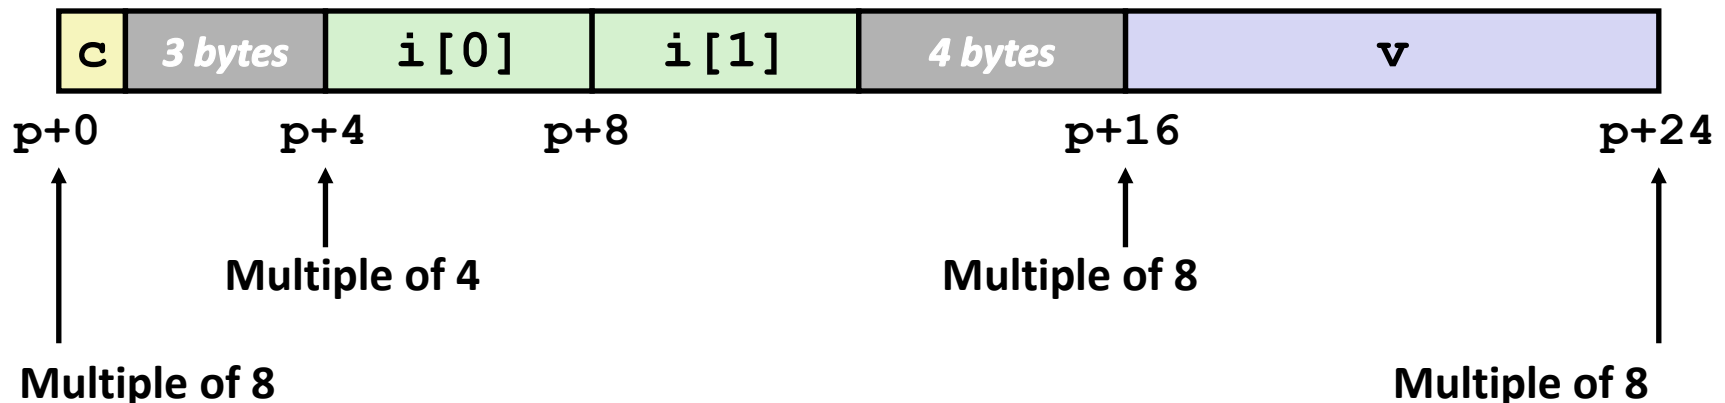 c 3 bytes i[0] i[1] 4 bytes v
p+0 p+4 p+8 p+16 p+24
Multiple of 4 Multiple of 8
Multiple of 8 Multiple of 8